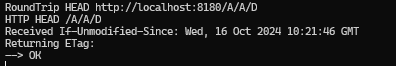 RoundTrip HEAD http://localhost:8180/A/A/D
HTTP HEAD /A/A/D
Received If-Unmodified-Since: Wed, 16 Oct 2024 10:21:46 GMT
Returning ETag:
--> OK